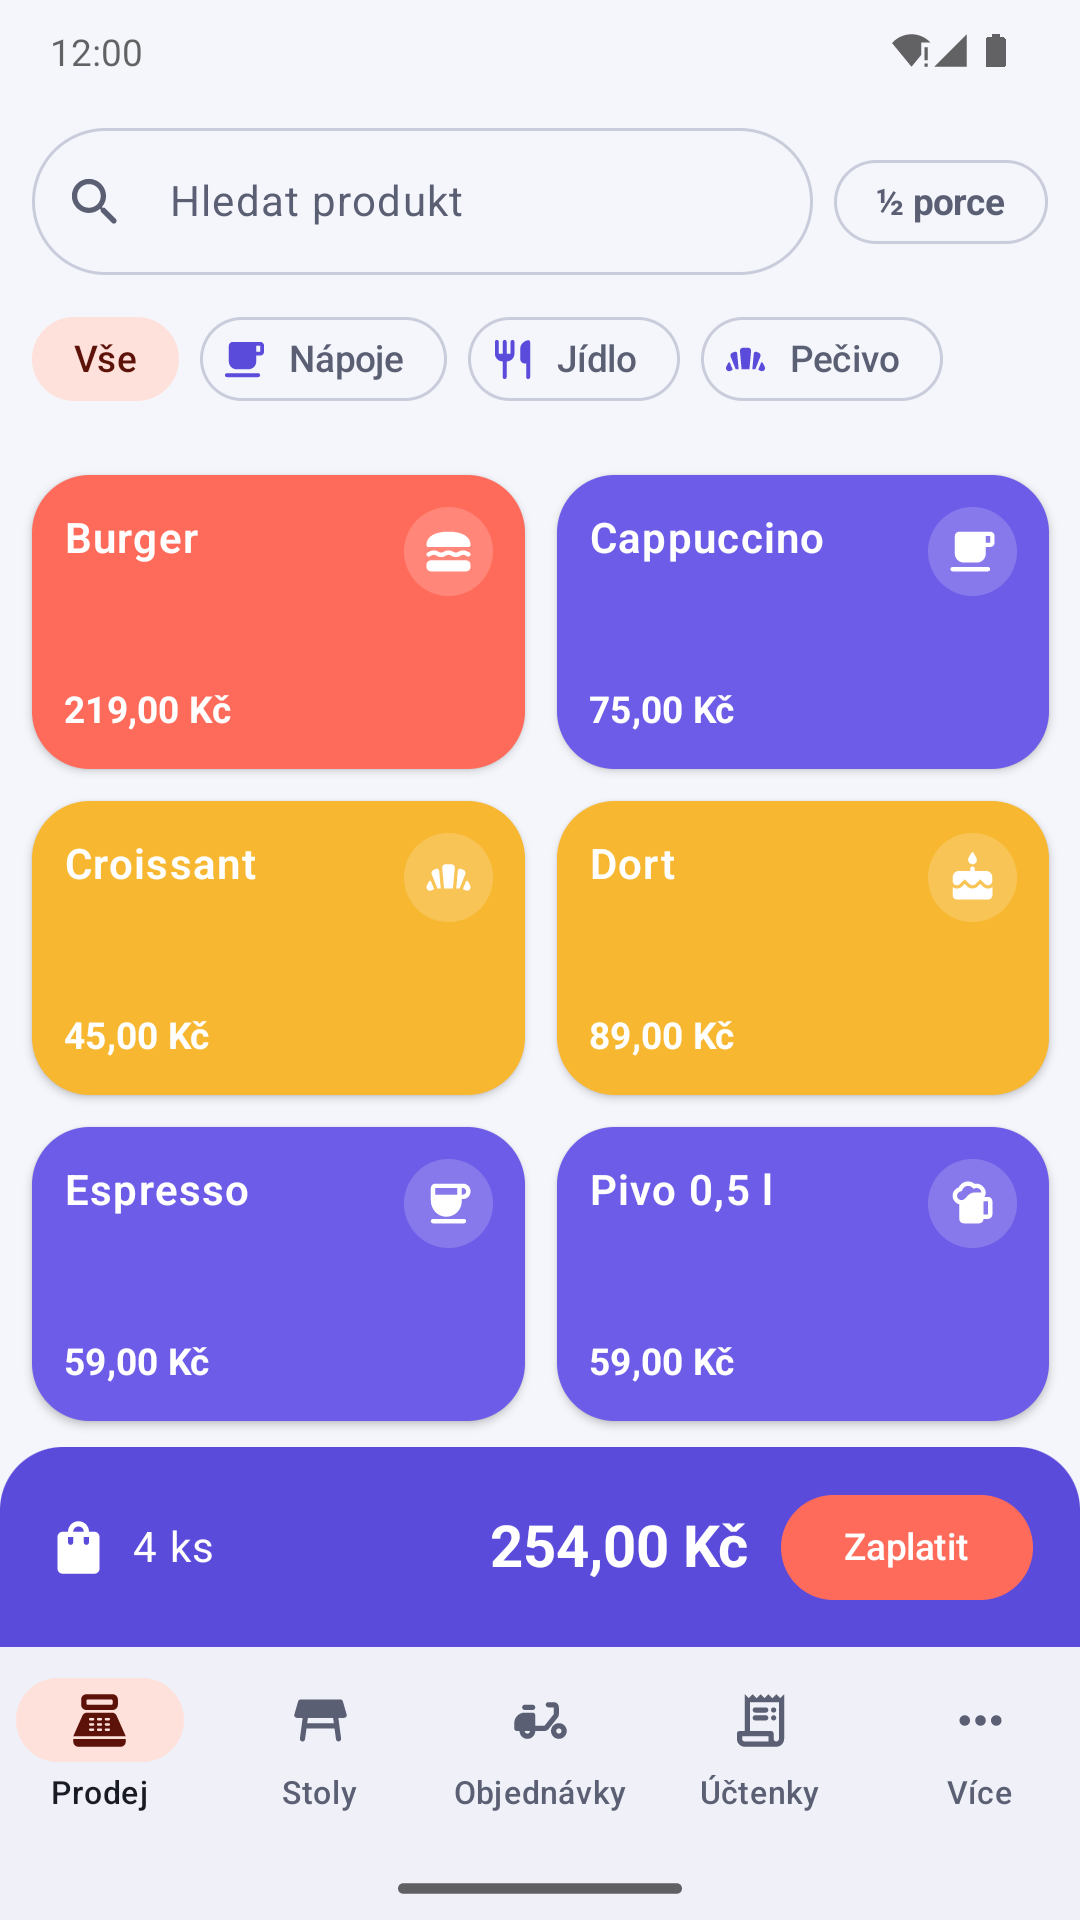 12:00
Hledat produkt
½ porce
Vše
Nápoje
Jídlo
Pečivo
Burger
219,00 Kč
Cappuccino
75,00 Kč
Croissant
45,00 Kč
Dort
89,00 Kč
Espresso
59,00 Kč
Pivo 0,5 l
59,00 Kč
4 ks
254,00 Kč
Zaplatit
Prodej
Stoly
Objednávky
Účtenky
Více